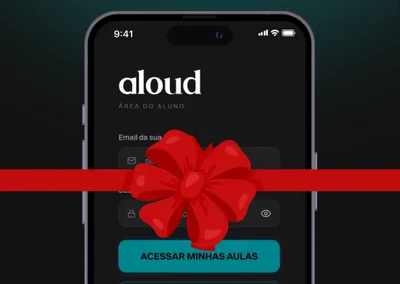 9:41
aloud
ÁREA DO ALUNO
Email da sua
ACESSAR MINHAS AULAS